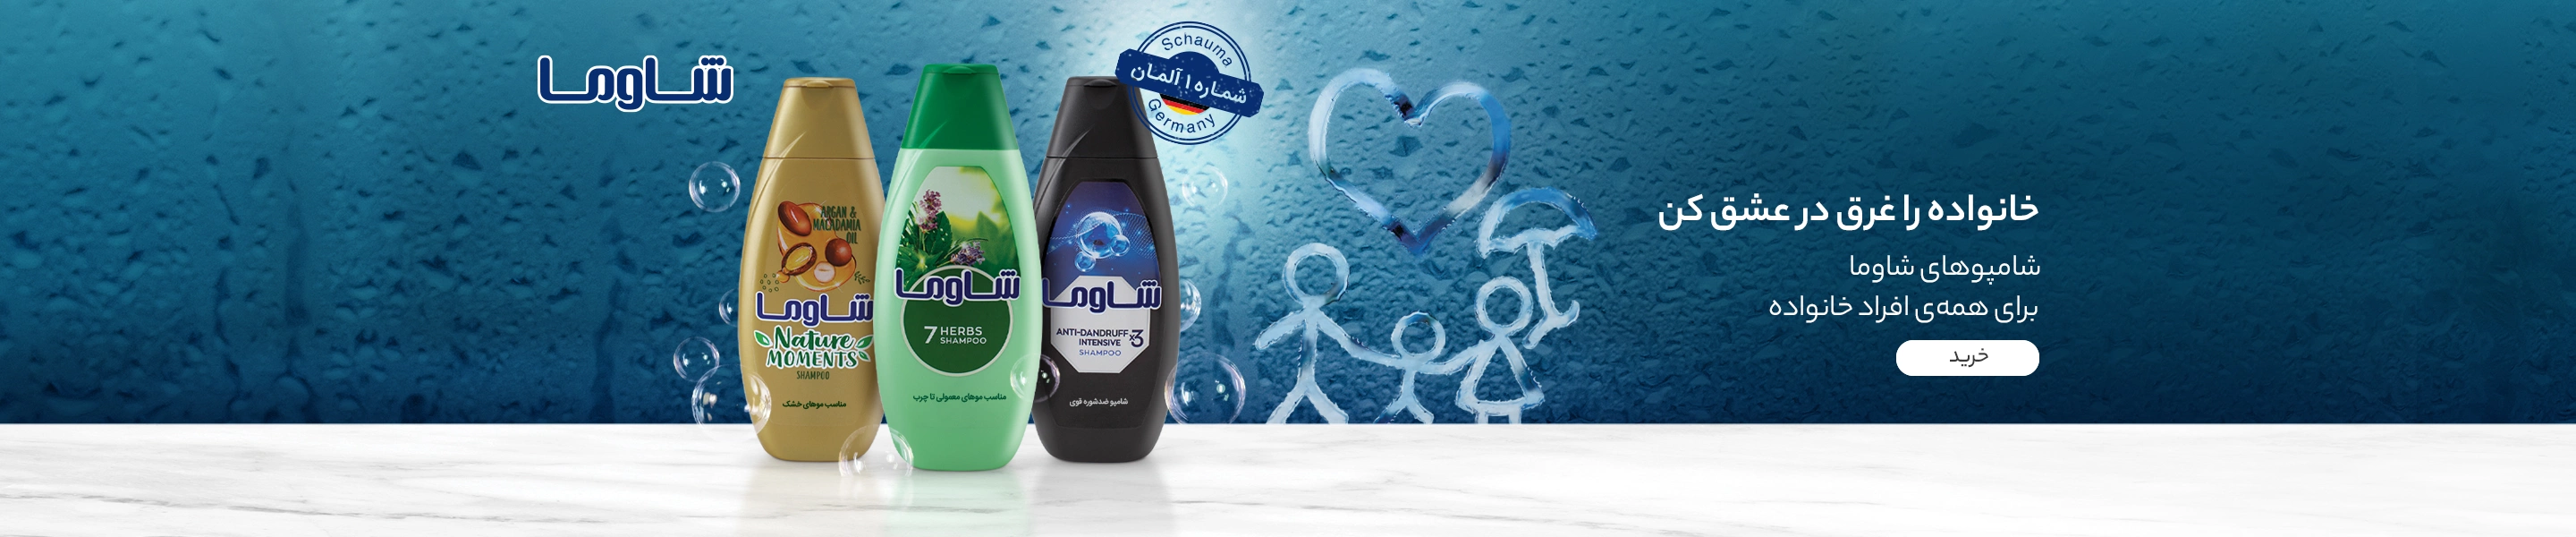 شاوما
Schauma
شماره ۱ آلمان
Germany
خانواده را غرق در عشق کن
شامپوهای شاوما
برای همه‌ی افراد خانواده
خرید
ARGAN &
MACADAMIA
OIL
شاوما
Nature
MOMENTS
SHAMPOO
مناسب موهای خشک
شاوما
7 HERBS
SHAMPOO
مناسب موهای معمولی تا چرب
شاوما
ANTI-DANDRUFF
INTENSIVE x3
SHAMPOO
شامپو ضدشوره قوی